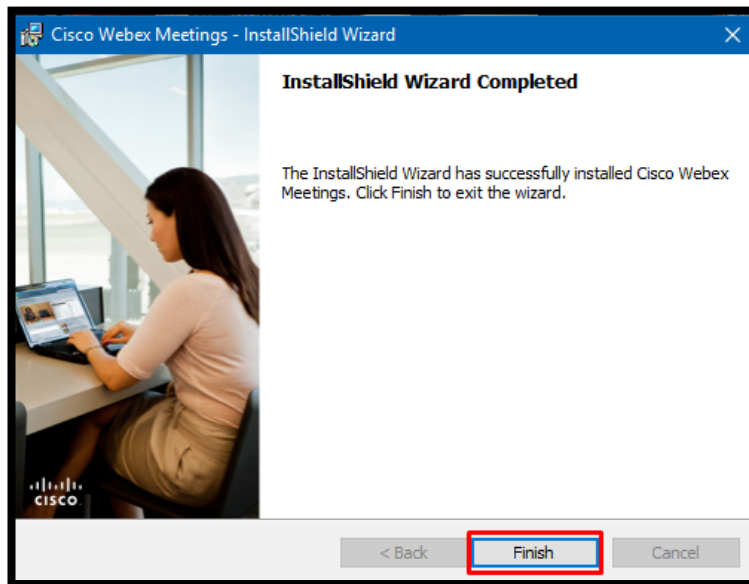 Cisco Webex Meetings - InstallShield Wizard
InstallShield Wizard Completed
The InstallShield Wizard has successfully installed Cisco Webex
Meetings. Click Finish to exit the wizard.
CISCO
< Back
Finish
Cancel